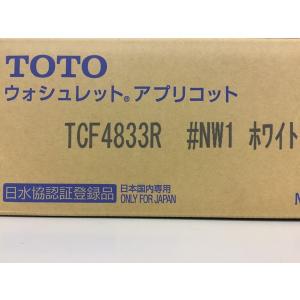 TOTO
ウォシュレット®アプリコット
TCF4833R #NW1 ホワイト
日水協認証登録品
日本国内専用
ONLY FOR JAPAN